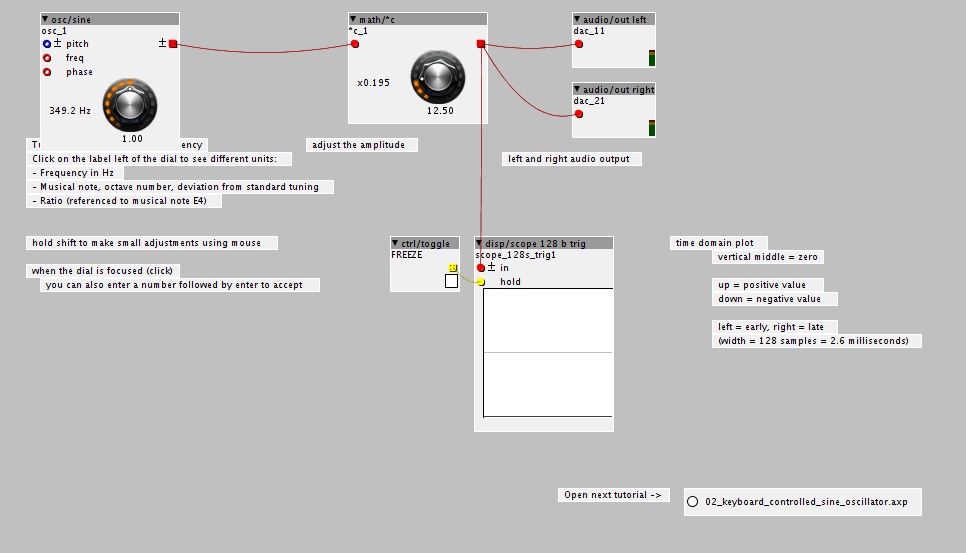 osc/sine
osc_1
± pitch ±
freq
phase
349.2 Hz
1.00
math/*c
*c_1
x0.195
12.50
audio/out left
dac_11
audio/out right
dac_21
ency
Click on the label left of the dial to see different units:
- Frequency in Hz
- Musical note, octave number, deviation from standard tuning
- Ratio (referenced to musical note E4)
adjust the amplitude
left and right audio output
hold shift to make small adjustments using mouse
when the dial is focused (click)
you can also enter a number followed by enter to accept
ctrl/toggle
FREEZE
disp/scope 128 b trig
scope_128s_trig1
± in
hold
time domain plot
vertical middle = zero
up = positive value
down = negative value
left = early, right = late
(width = 128 samples = 2.6 milliseconds)
Open next tutorial ->
02_keyboard_controlled_sine_oscillator.axp